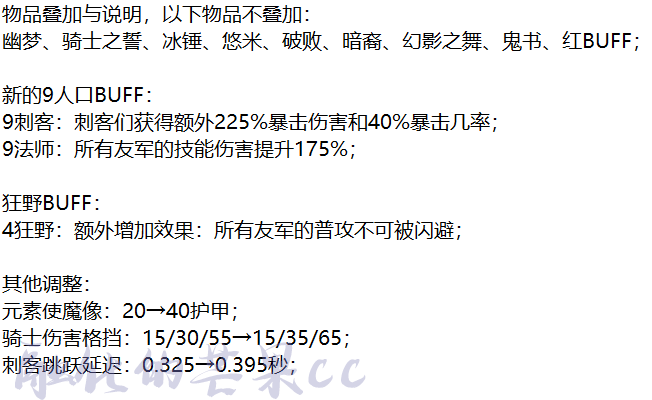 物品叠加与说明，以下物品不叠加：
幽梦、骑士之誓、冰锤、悠米、破败、暗裔、幻影之舞、鬼书、红BUFF；
新的9人口BUFF：
9刺客：刺客们获得额外225%暴击伤害和40%暴击几率；
9法师：所有友军的技能伤害提升175%；
狂野BUFF：
4狂野：额外增加效果：所有友军的普攻不可被闪避；
其他调整：
元素使魔像：20→40护甲；
骑士伤害格挡：15/30/55→15/35/65；
刺客跳跃延迟：0.325→0.395秒；
的芒果cc